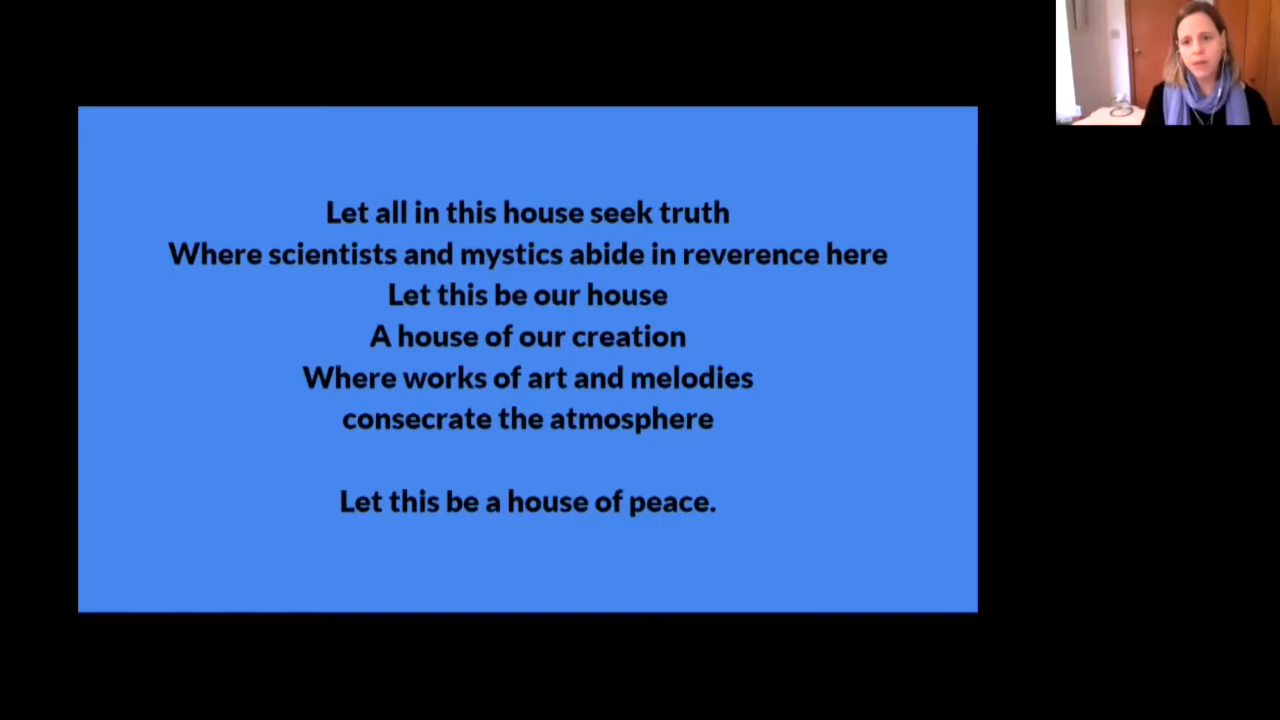 Let all in this house seek truth
Where scientists and mystics abide in reverence here
Let this be our house
A house of our creation
Where works of art and melodies
consecrate the atmosphere
Let this be a house of peace.